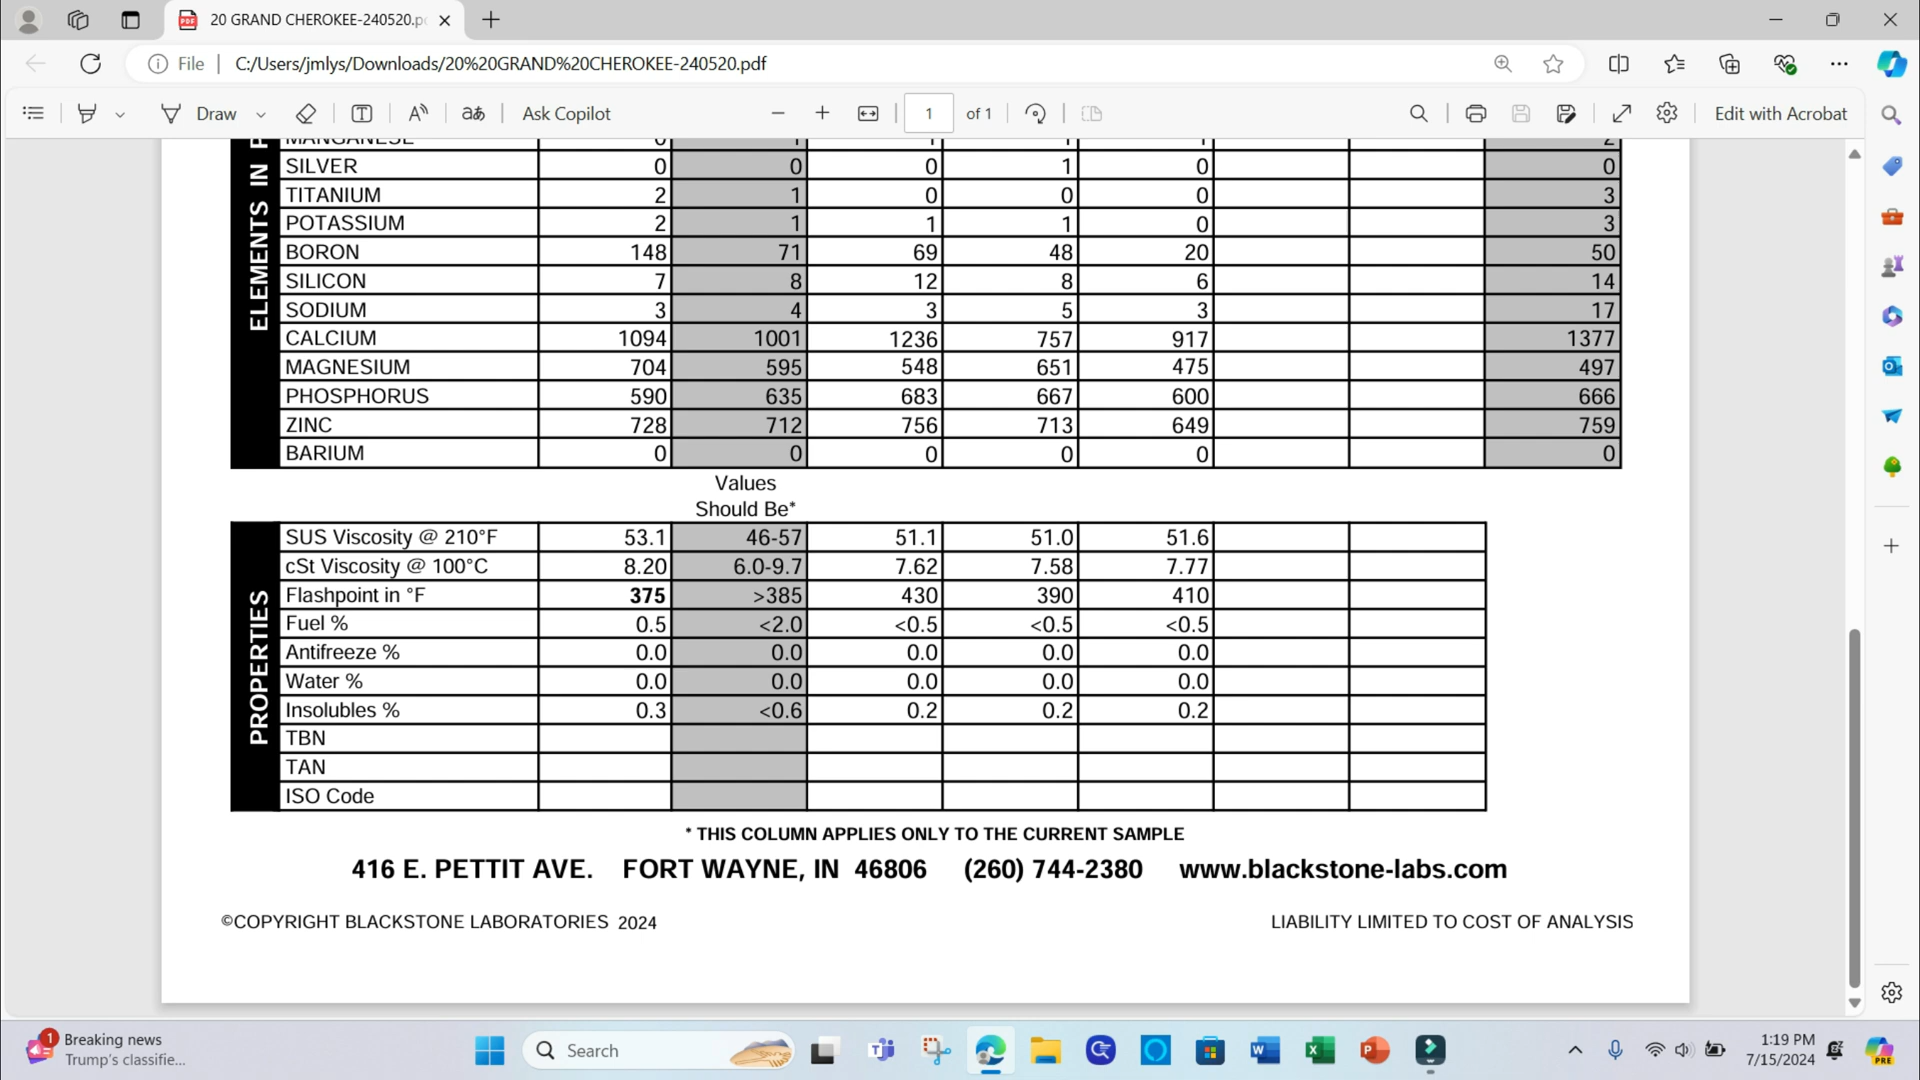 20 GRAND CHEROKEE-240520.p
File C:/Users/jmlys/Downloads/20%20GRAND%20CHEROKEE-240520.pdf
Draw Ask Copilot 1 of 1 Edit with Acrobat
ELEMENTS IN P
MANGANESE 0 1 1 1 1 2
SILVER 0 0 0 1 0 0
TITANIUM 2 1 0 0 0 3
POTASSIUM 2 1 1 1 0 3
BORON 148 71 69 48 20 50
SILICON 7 8 12 8 6 14
SODIUM 3 4 3 5 3 17
CALCIUM 1094 1001 1236 757 917 1377
MAGNESIUM 704 595 548 651 475 497
PHOSPHORUS 590 635 683 667 600 666
ZINC 728 712 756 713 649 759
BARIUM 0 0 0 0 0 0
Values
Should Be*
PROPERTIES
SUS Viscosity @ 210°F 53.1 46-57 51.1 51.0 51.6
cSt Viscosity @ 100°C 8.20 6.0-9.7 7.62 7.58 7.77
Flashpoint in °F 375 >385 430 390 410
Fuel % 0.5 <2.0 <0.5 <0.5 <0.5
Antifreeze % 0.0 0.0 0.0 0.0 0.0
Water % 0.0 0.0 0.0 0.0 0.0
Insolubles % 0.3 <0.6 0.2 0.2 0.2
TBN
TAN
ISO Code
* THIS COLUMN APPLIES ONLY TO THE CURRENT SAMPLE
416 E. PETTIT AVE. FORT WAYNE, IN 46806 (260) 744-2380 www.blackstone-labs.com
©COPYRIGHT BLACKSTONE LABORATORIES 2024 LIABILITY LIMITED TO COST OF ANALYSIS
1 Breaking news
Trump's classifie...
Search
1:19 PM
7/15/2024
PRE